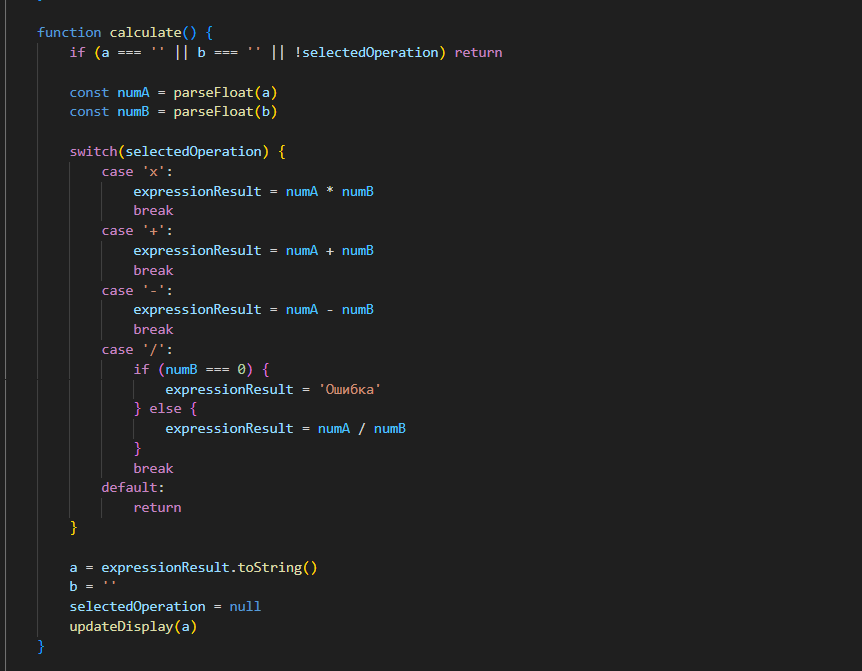 function calculate() {
if (a === '' || b === '' || !selectedOperation) return
const numA = parseFloat(a)
const numB = parseFloat(b)
switch(selectedOperation) {
case 'x':
expressionResult = numA * numB
break
case '+':
expressionResult = numA + numB
break
case '-':
expressionResult = numA - numB
break
case '/':
if (numB === 0) {
expressionResult = 'Ошибка'
} else {
expressionResult = numA / numB
}
break
default:
return
}
a = expressionResult.toString()
b = ''
selectedOperation = null
updateDisplay(a)
}